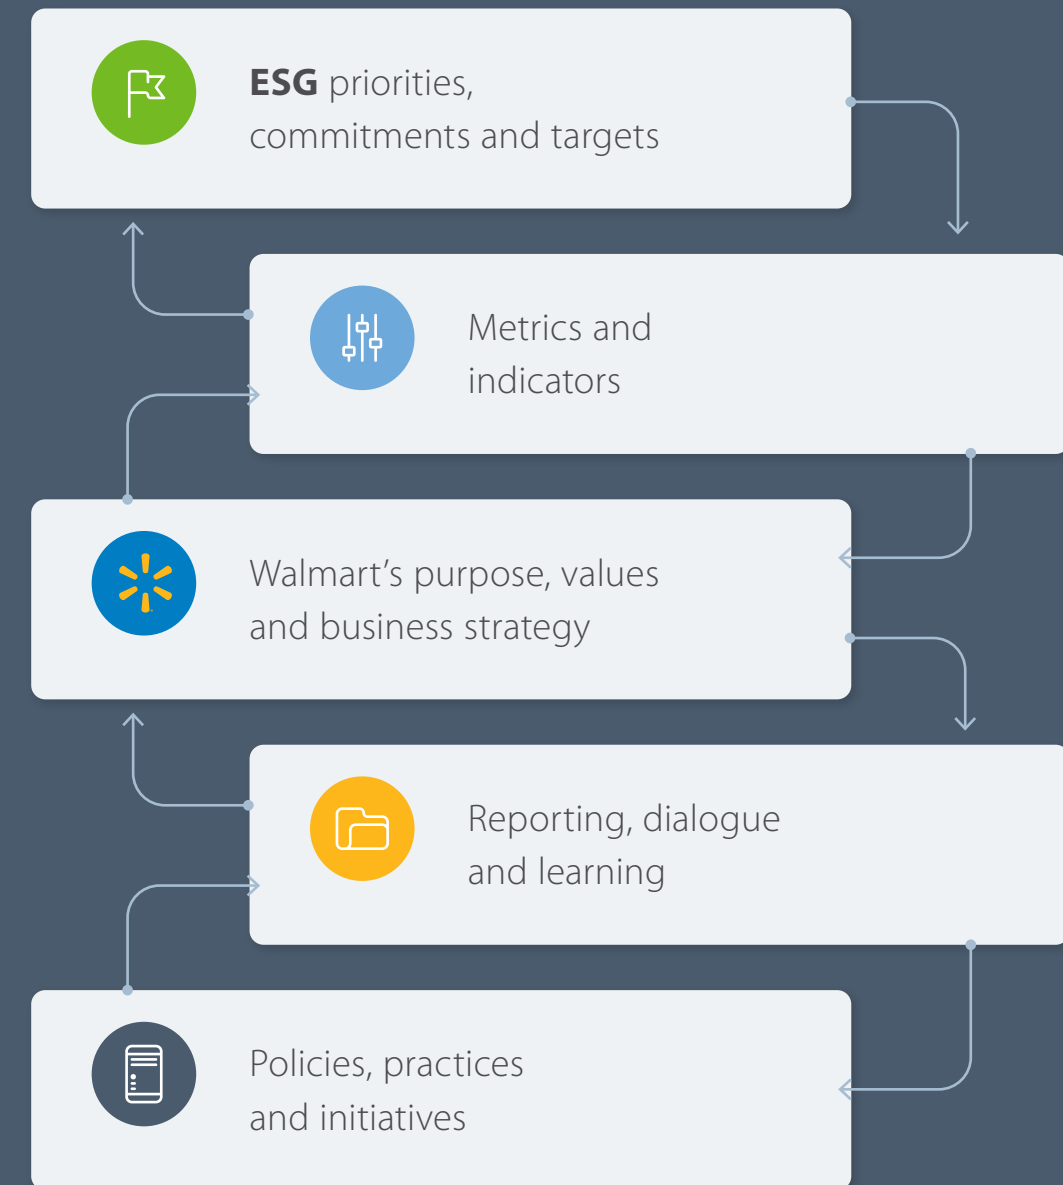 ESG priorities,
commitments and targets
Metrics and
indicators
Walmart’s purpose, values
and business strategy
Reporting, dialogue
and learning
Policies, practices
and initiatives